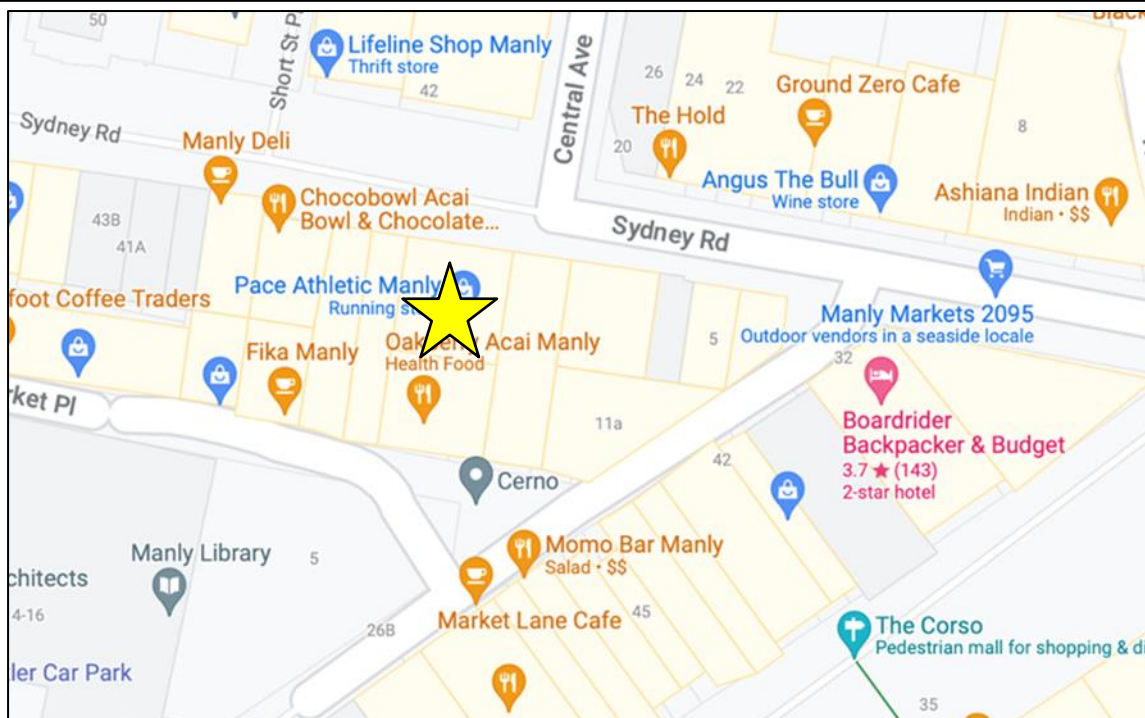 50
Short St Pl
Lifeline Shop Manly
Thrift store
42
Central Ave
26
24
22
Ground Zero Cafe
The Hold
20
8
Sydney Rd
Manly Deli
Chocobowl Acai
Bowl & Chocolate...
Angus The Bull
Wine store
Ashiana Indian
Indian • $$
43B
41A
Sydney Rd
Pace Athletic Manly
Running
foot Coffee Traders
Manly Markets 2095
Outdoor vendors in a seaside locale
Acai Manly
Health Food
Fika Manly
5
32
rket Pl
11a
Boardrider
Backpacker & Budget
3.7 ★ (143)
2-star hotel
42
Cerno
Manly Library
5
Momo Bar Manly
Salad • $$
chitects
4-16
Market Lane Cafe
45
26B
The Corso
Pedestrian mall for shopping & di
ler Car Park
35